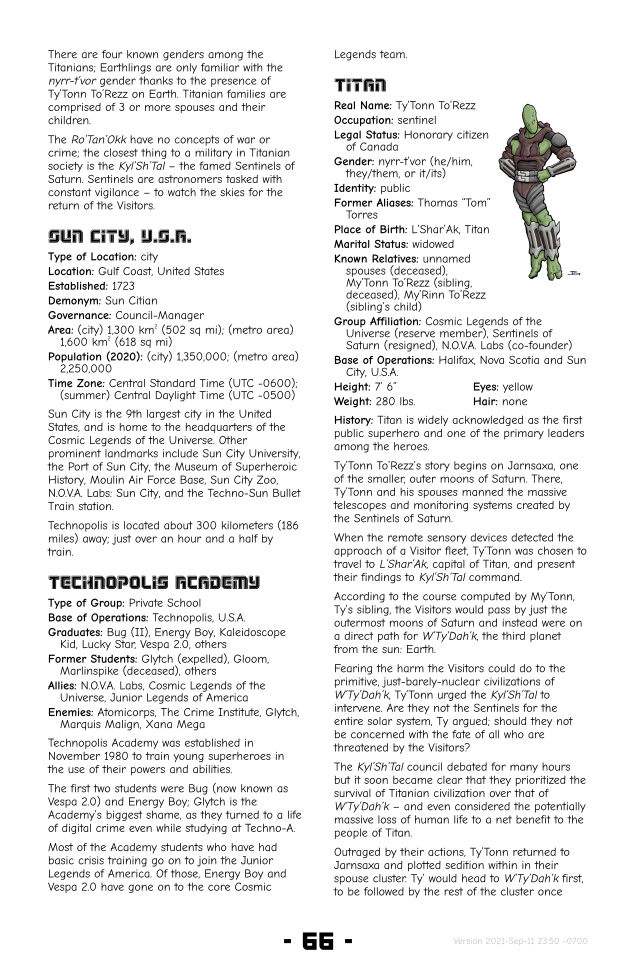 There are four known genders among the
Titanians; Earthlings are only familiar with the
nyrr-t'vor gender thanks to the presence of
Ty'Tonn To'Rezz on Earth. Titanian families are
comprised of 3 or more spouses and their
children.
The Ro'Tan'Okk have no concepts of war or
crime; the closest thing to a military in Titanian
society is the Kyl'Sh'Tal – the famed Sentinels of
Saturn. Sentinels are astronomers tasked with
constant vigilance – to watch the skies for the
return of the Visitors.
SUN CITY, U.S.A.
Type of Location: city
Location: Gulf Coast, United States
Established: 1723
Demonym: Sun Citian
Governance: Council-Manager
Area: (city) 1,300 km² (502 sq mi); (metro area)
1,600 km² (618 sq mi)
Population (2020): (city) 1,350,000; (metro area)
2,250,000
Time Zone: Central Standard Time (UTC -0600);
(summer) Central Daylight Time (UTC -0500)
Sun City is the 9th largest city in the United
States, and is home to the headquarters of the
Cosmic Legends of the Universe. Other
prominent landmarks include Sun City University,
the Port of Sun City, the Museum of Superheroic
History, Moulin Air Force Base, Sun City Zoo,
N.O.V.A. Labs: Sun City, and the Techno-Sun Bullet
Train station.
Technopolis is located about 300 kilometers (186
miles) away; just over an hour and a half by
train.
TECHNOPOLIS ACADEMY
Type of Group: Private School
Base of Operations: Technopolis, U.S.A.
Graduates: Bug (II), Energy Boy, Kaleidoscope
Kid, Lucky Star, Vespa 2.0, others
Former Students: Glytch (expelled), Gloom,
Marlinspike (deceased), others
Allies: N.O.V.A. Labs, Cosmic Legends of the
Universe, Junior Legends of America
Enemies: Atomicorps, The Crime Institute, Glytch,
Marquis Malign, Xana Mega
Technopolis Academy was established in
November 1980 to train young superheroes in
the use of their powers and abilities.
The first two students were Bug (now known as
Vespa 2.0) and Energy Boy; Glytch is the
Academy's biggest shame, as they turned to a life
of digital crime even while studying at Techno-A.
Most of the Academy students who have had
basic crisis training go on to join the Junior
Legends of America. Of those, Energy Boy and
Vespa 2.0 have gone on to the core Cosmic
Legends team.
TITAN
Real Name: Ty'Tonn To'Rezz
Occupation: sentinel
Legal Status: Honorary citizen
of Canada
Gender: nyrr-t'vor (he/him,
they/them, or it/its)
Identity: public
Former Aliases: Thomas "Tom"
Torres
Place of Birth: L'Shar'Ak, Titan
Marital Status: widowed
Known Relatives: unnamed
spouses (deceased),
My'Tonn To'Rezz (sibling,
deceased), My'Rinn To'Rezz
(sibling's child)
Group Affiliation: Cosmic Legends of the
Universe (reserve member), Sentinels of
Saturn (resigned), N.O.V.A. Labs (co-founder)
Base of Operations: Halifax, Nova Scotia and Sun
City, U.S.A.
Height: 7' 6" Eyes: yellow
Weight: 280 lbs. Hair: none
History: Titan is widely acknowledged as the first
public superhero and one of the primary leaders
among the heroes.
Ty'Tonn To'Rezz's story begins on Jarnsaxa, one
of the smaller, outer moons of Saturn. There,
Ty'Tonn and his spouses manned the massive
telescopes and monitoring systems created by
the Sentinels of Saturn.
When the remote sensory devices detected the
approach of a Visitor fleet, Ty'Tonn was chosen to
travel to L'Shar'Ak, capital of Titan, and present
their findings to Kyl'Sh'Tal command.
According to the course computed by My'Tonn,
Ty's sibling, the Visitors would pass by just the
outermost moons of Saturn and instead were on
a direct path for W'Ty'Dah'k, the third planet
from the sun: Earth.
Fearing the harm the Visitors could do to the
primitive, just-barely-nuclear civilizations of
W'Ty'Dah'k, Ty'Tonn urged the Kyl'Sh'Tal to
intervene. Are they not the Sentinels for the
entire solar system, Ty argued; should they not
be concerned with the fate of all who are
threatened by the Visitors?
The Kyl'Sh'Tal council debated for many hours
but it soon became clear that they prioritized the
survival of Titanian civilization over that of
W'Ty'Dah'k – and even considered the potentially
massive loss of human life to a net benefit to the
people of Titan.
Outraged by their actions, Ty'Tonn returned to
Jarnsaxa and plotted sedition within in their
spouse cluster. Ty' would head to W'Ty'Dah'k first,
to be followed by the rest of the cluster once
- 66 -
Version 2021-Sep-11 23:50 -0700